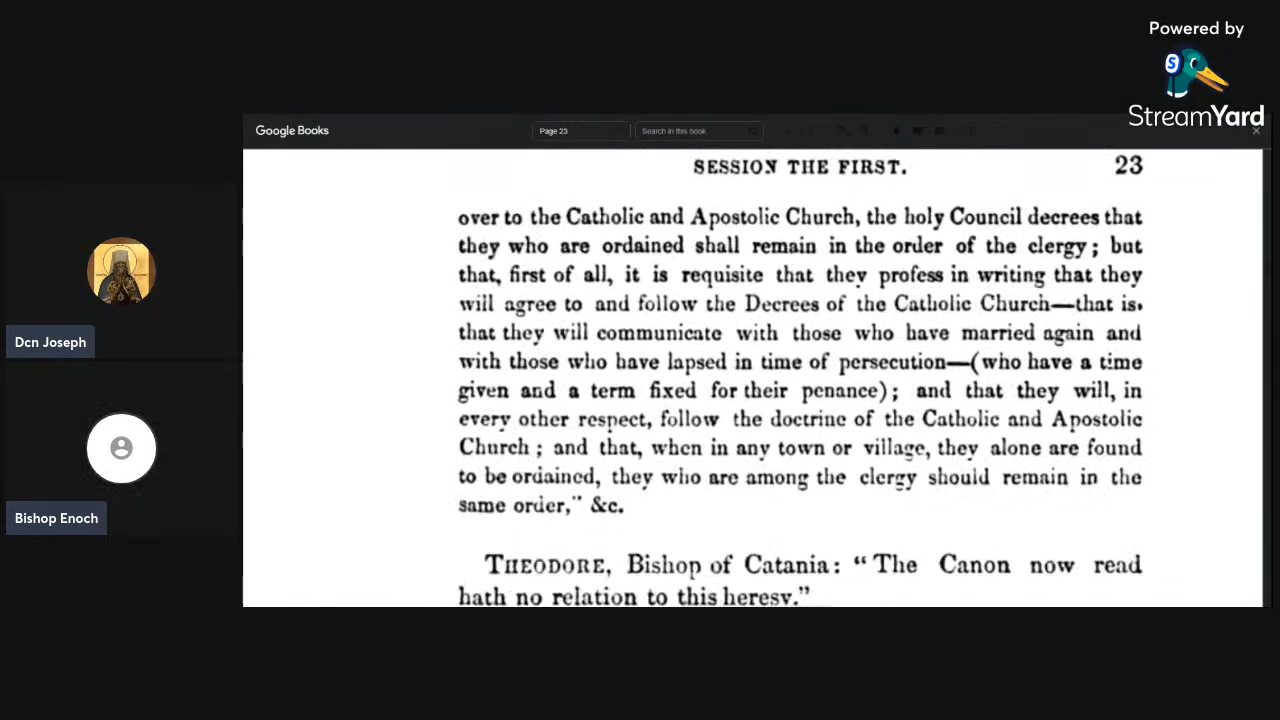 Powered by
StreamYard
Google Books
Page 23
Search in this book
SESSION THE FIRST. 23
over to the Catholic and Apostolic Church, the holy Council decrees that
they who are ordained shall remain in the order of the clergy; but
that, first of all, it is requisite that they profess in writing that they
will agree to and follow the Decrees of the Catholic Church—that is,
that they will communicate with those who have married again and
with those who have lapsed in time of persecution—(who have a time
given and a term fixed for their penance); and that they will, in
every other respect, follow the doctrine of the Catholic and Apostolic
Church; and that, when in any town or village, they alone are found
to be ordained, they who are among the clergy should remain in the
same order," &c.
THEODORE, Bishop of Catania: "The Canon now read
hath no relation to this heresy."
Dcn Joseph
Bishop Enoch